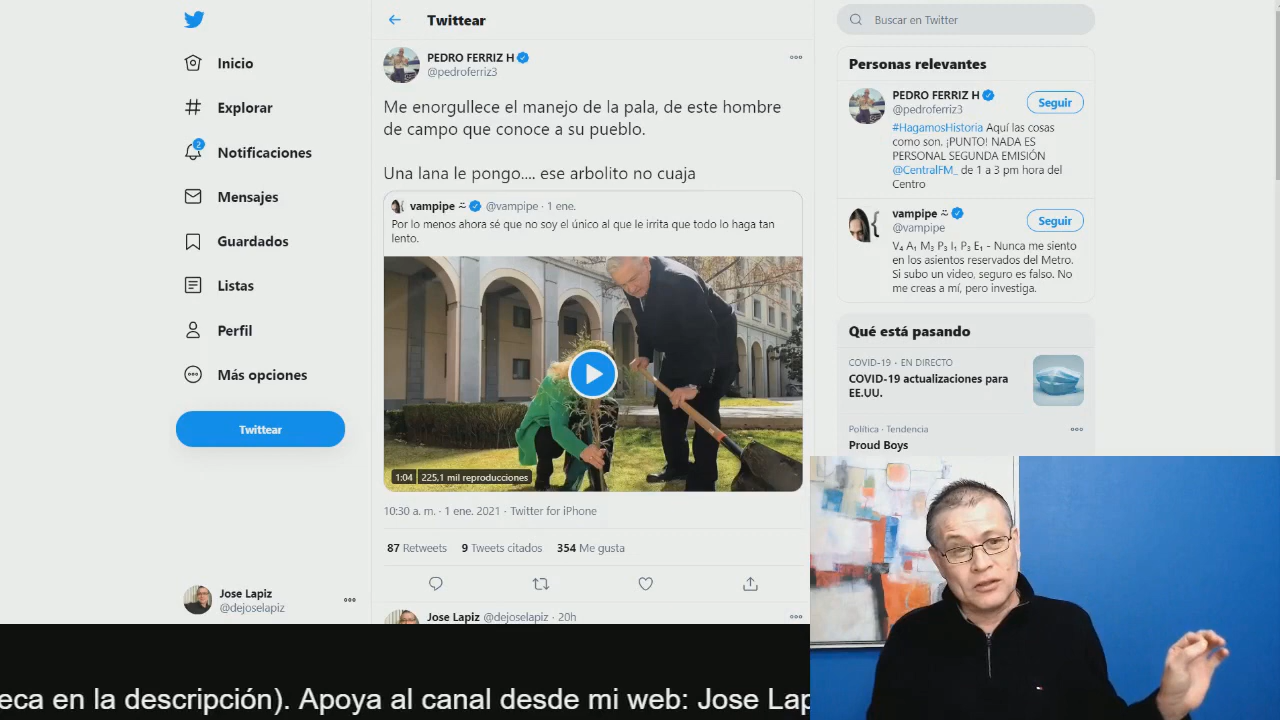 Inicio
Explorar
2
Notificaciones
Mensajes
Guardados
Listas
Perfil
Más opciones
Twittear
Jose Lapiz
@dejoselapiz
Twittear
PEDRO FERRIZ H
@pedroferriz3
Me enorgullece el manejo de la pala, de este hombre
de campo que conoce a su pueblo.
Una lana le pongo.... ese arbolito no cuaja
vampipe @vampipe · 1 ene.
Por lo menos ahora sé que no soy el único al que le irrita que todo lo haga tan
lento.
1:04 225,1 mil reproducciones
10:30 a. m. · 1 ene. 2021 · Twitter for iPhone
87 Retweets 9 Tweets citados 354 Me gusta
Jose Lapiz @dejoselapiz · 20h
Buscar en Twitter
Personas relevantes
PEDRO FERRIZ H
@pedroferriz3
Seguir
#HagamosHistoria Aquí las cosas
como son, ¡PUNTO! NADA ES
PERSONAL SEGUNDA EMISIÓN
@CentralFM_ de 1 a 3 pm hora del
Centro
vampipe
@vampipe
Seguir
V₄ A₁ M₃ P₃ I₁ P₃ E₁ - Nunca me siento
en los asientos reservados del Metro.
Si subo un video, seguro es falso. No
me creas a mí, pero investiga.
Qué está pasando
COVID-19 · EN DIRECTO
COVID-19 actualizaciones para
EE.UU.
Política · Tendencia
Proud Boys
eca en la descripción). Apoya al canal desde mi web: Jose Lap